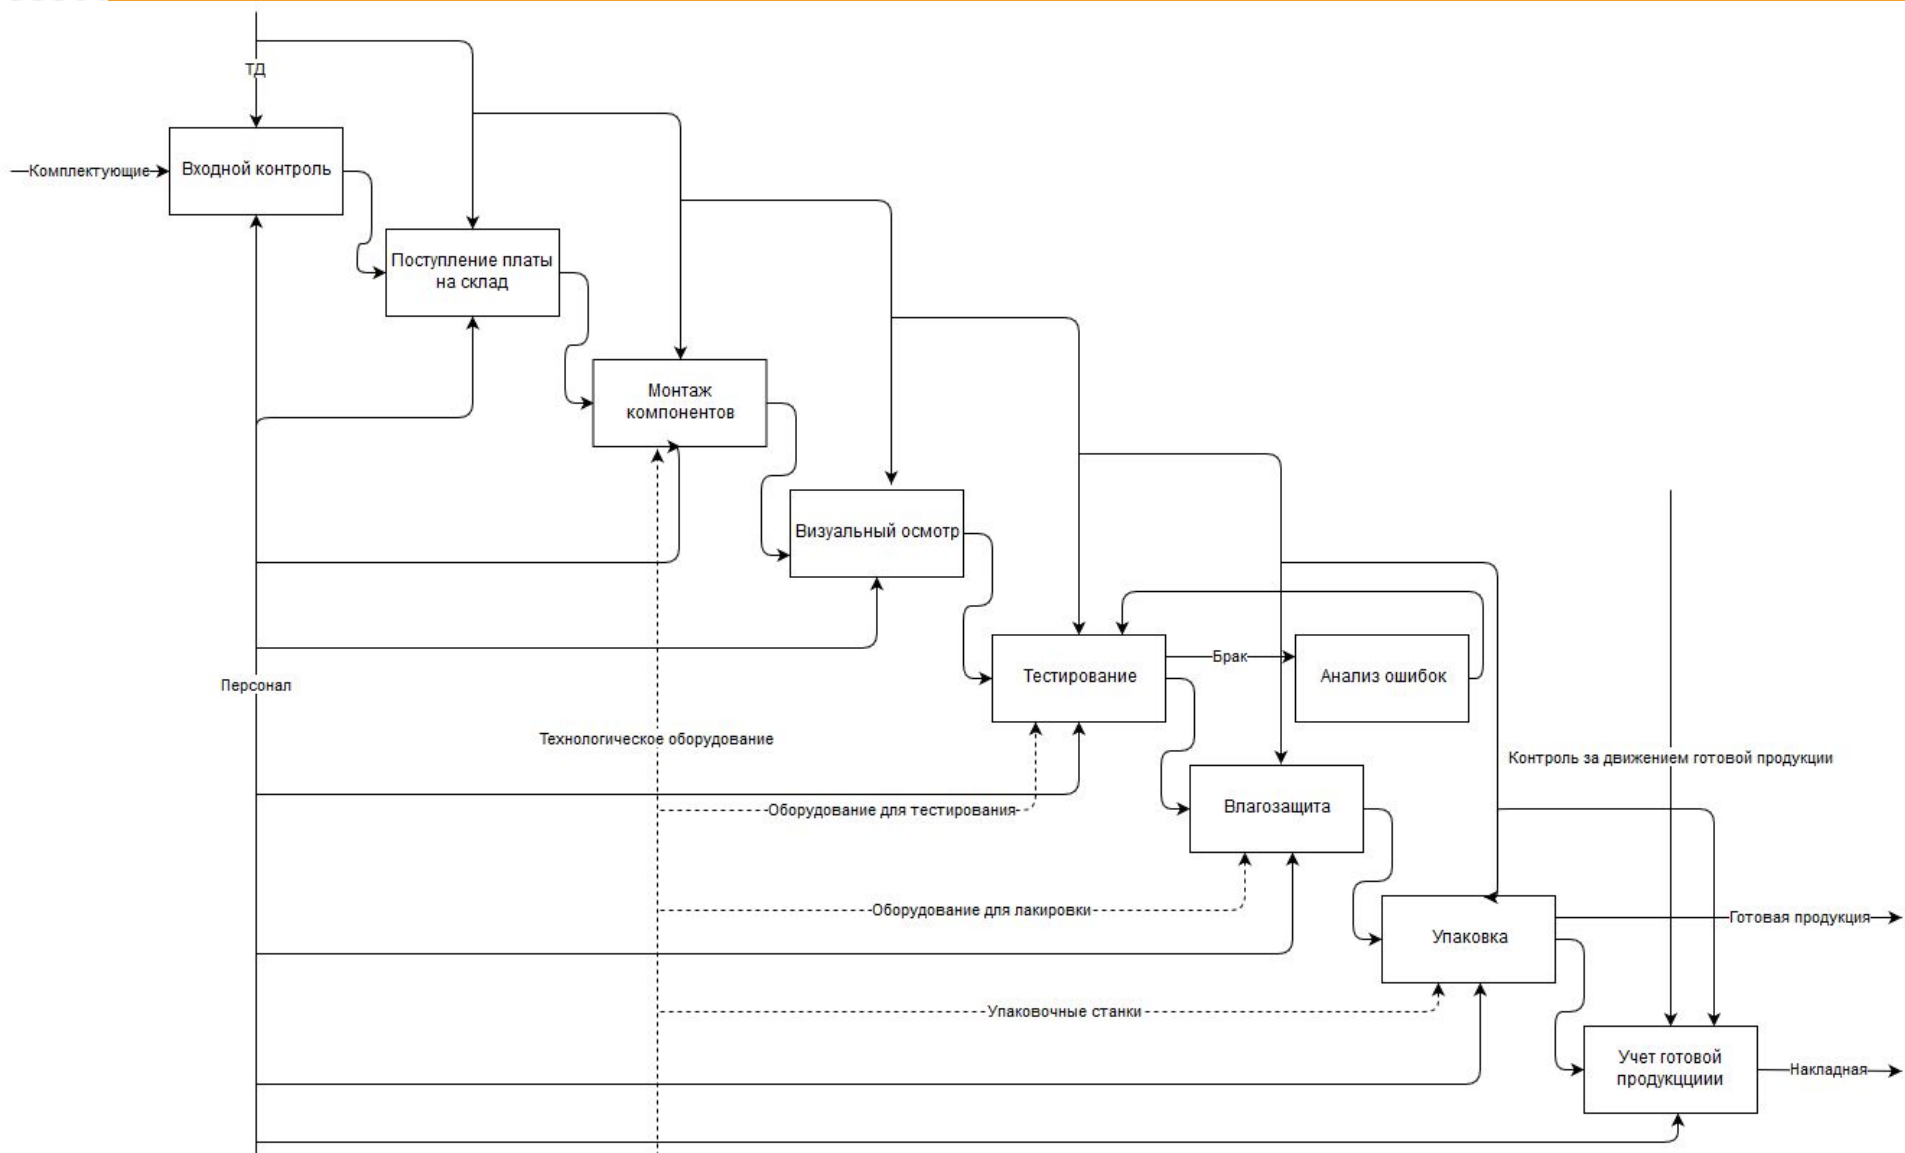 ТД
Комплектующие
Входной контроль
Поступление платы
на склад
Монтаж
компонентов
Визуальный осмотр
Персонал
Тестирование
Брак
Анализ ошибок
Технологическое оборудование
Контроль за движением готовой продукции
Оборудование для тестирования
Влагозащита
Оборудование для лакировки
Готовая продукция
Упаковка
Упаковочные станки
Учет готовой
продукцциии
Накладная